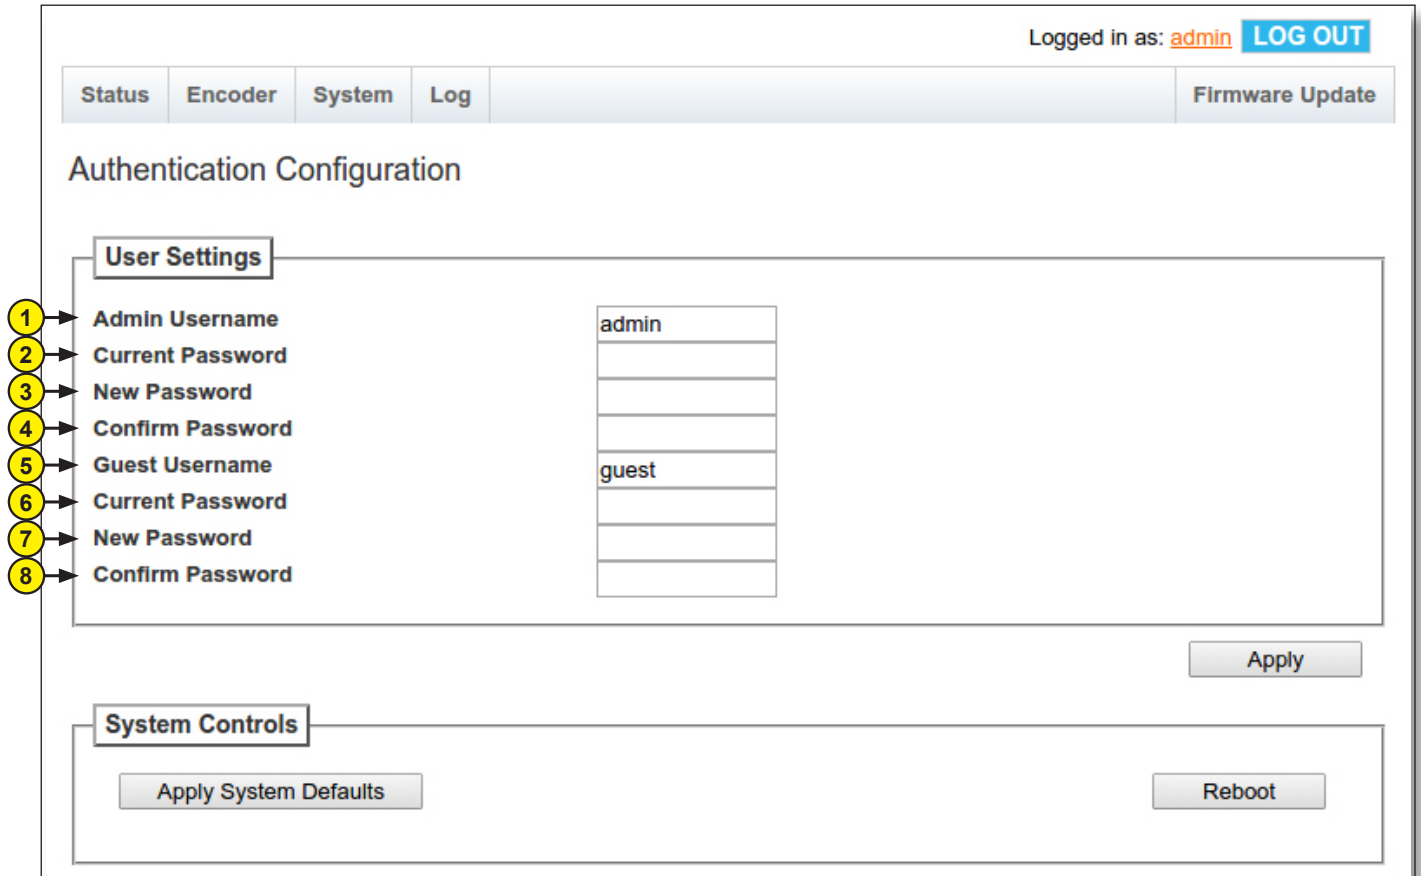 Logged in as: admin LOG OUT
Status Encoder System Log Firmware Update
Authentication Configuration
User Settings
1 Admin Username admin
2 Current Password
3 New Password
4 Confirm Password
5 Guest Username guest
6 Current Password
7 New Password
8 Confirm Password
Apply
System Controls
Apply System Defaults Reboot